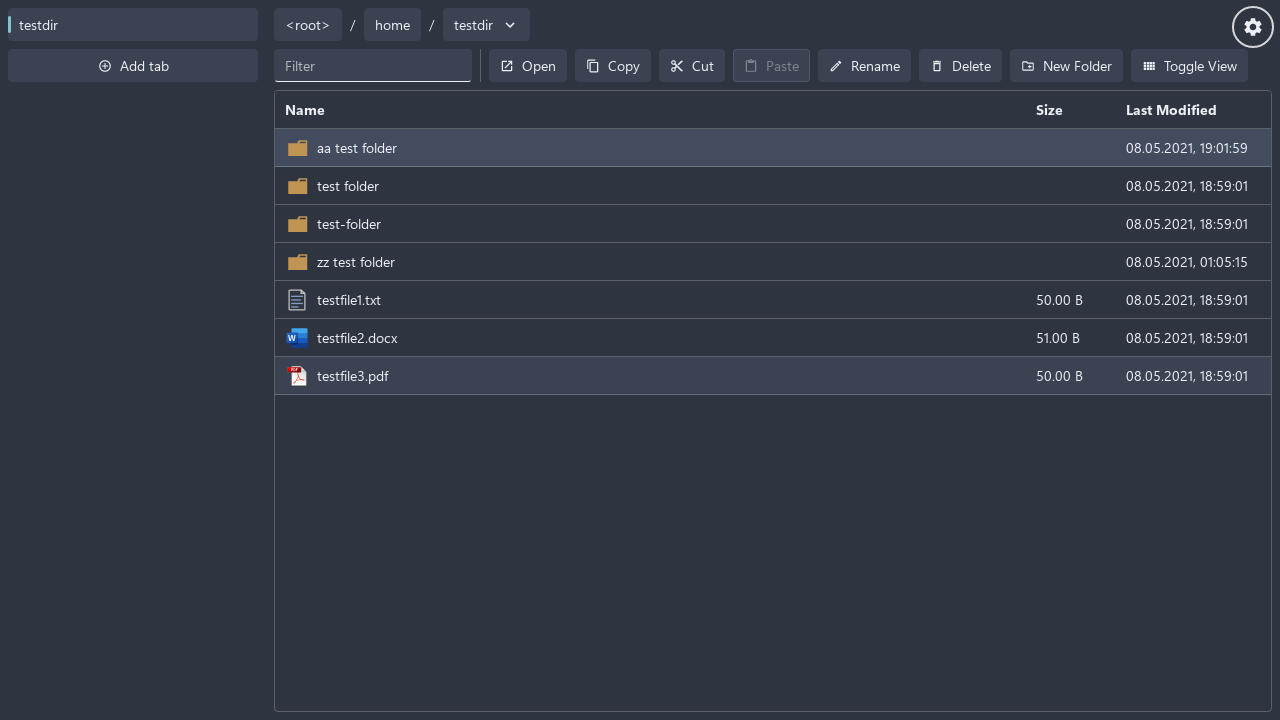 testdir
<root> / home / testdir
Add tab
Filter Open Copy Cut Paste Rename Delete New Folder Toggle View
Name Size Last Modified
aa test folder 08.05.2021, 19:01:59
test folder 08.05.2021, 18:59:01
test-folder 08.05.2021, 18:59:01
zz test folder 08.05.2021, 01:05:15
testfile1.txt 50.00 B 08.05.2021, 18:59:01
W testfile2.docx 51.00 B 08.05.2021, 18:59:01
PDF testfile3.pdf 50.00 B 08.05.2021, 18:59:01